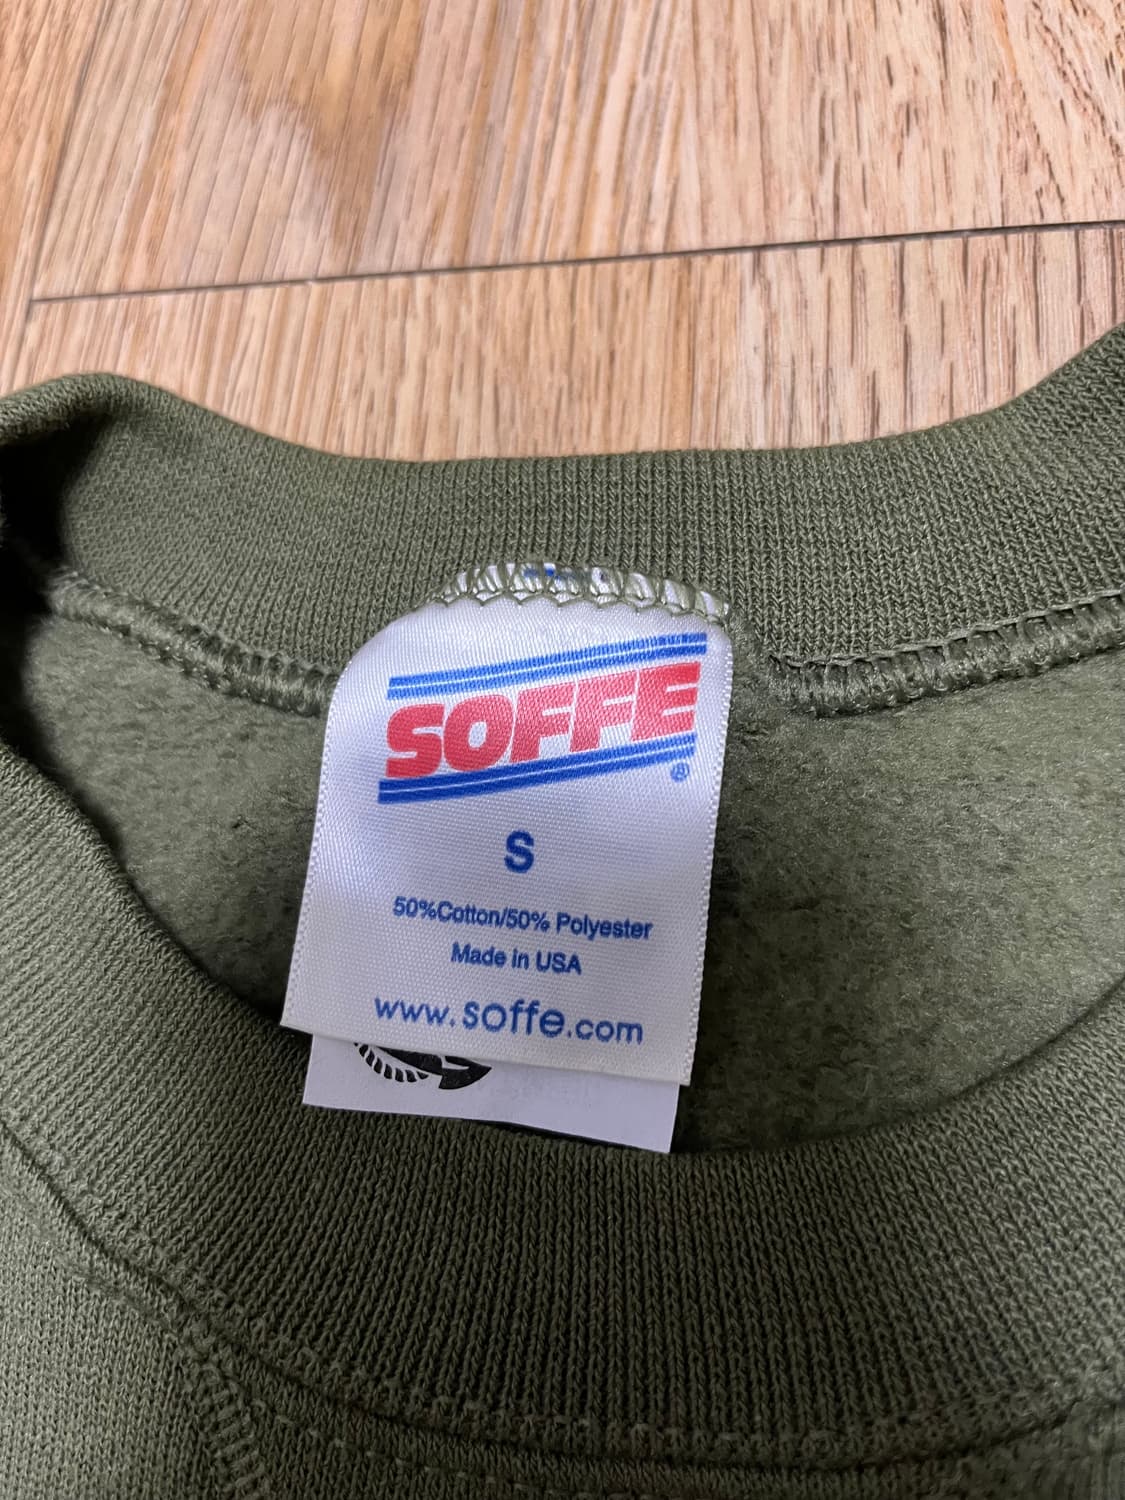 SOFFE
®
S
50%Cotton/50% Polyester
Made in USA
www.soffe.com